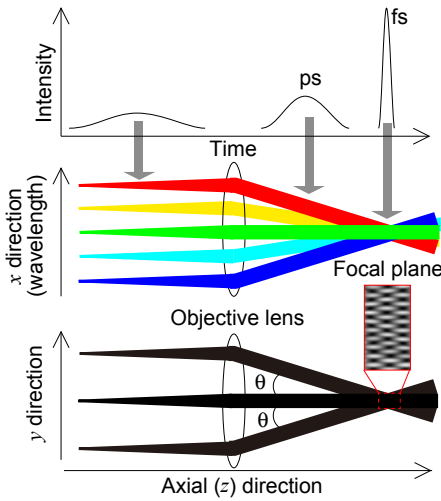 Intensity
ps
fs
Time
x direction
(wavelength)
Focal plane
Objective lens
y direction
θ
θ
Axial (z) direction